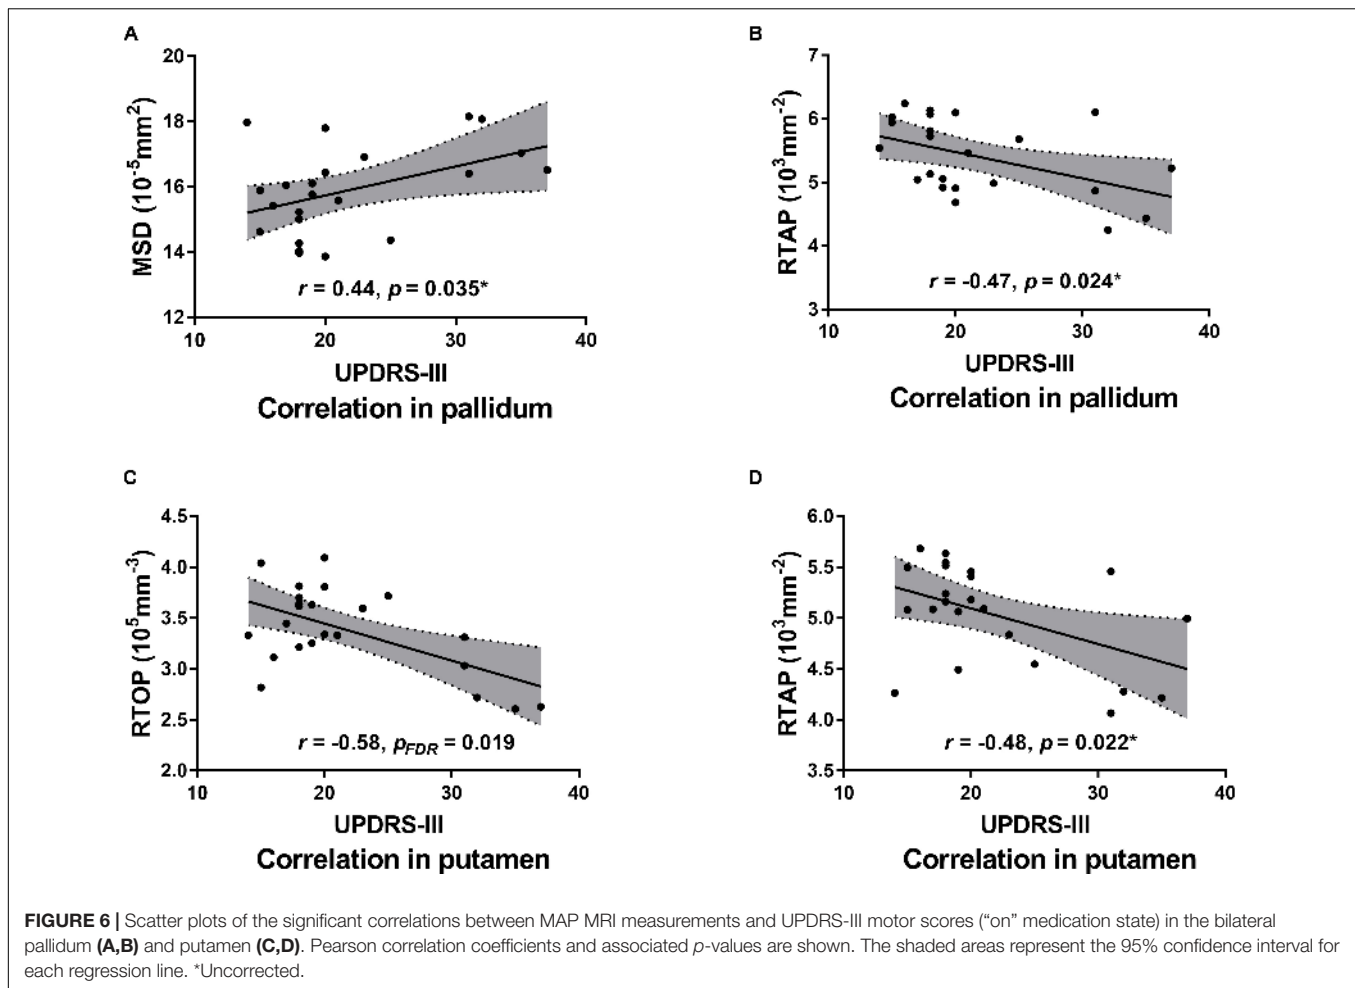 A
20
18
16
14
12
MSD (10⁻⁵mm²)
r = 0.44, p = 0.035*
10 20 30 40
UPDRS-III
Correlation in pallidum
B
7
6
5
4
3
RTAP (10³mm⁻²)
r = -0.47, p = 0.024*
10 20 30 40
UPDRS-III
Correlation in pallidum
C
4.5
4.0
3.5
3.0
2.5
2.0
RTOP (10⁵mm⁻³)
r = -0.58, pFDR = 0.019
10 20 30 40
UPDRS-III
Correlation in putamen
D
6.0
5.5
5.0
4.5
4.0
3.5
RTAP (10³mm⁻²)
r = -0.48, p = 0.022*
10 20 30 40
UPDRS-III
Correlation in putamen
FIGURE 6 | Scatter plots of the significant correlations between MAP MRI measurements and UPDRS-III motor scores (“on” medication state) in the bilateral
pallidum (A,B) and putamen (C,D). Pearson correlation coefficients and associated p-values are shown. The shaded areas represent the 95% confidence interval for
each regression line. *Uncorrected.